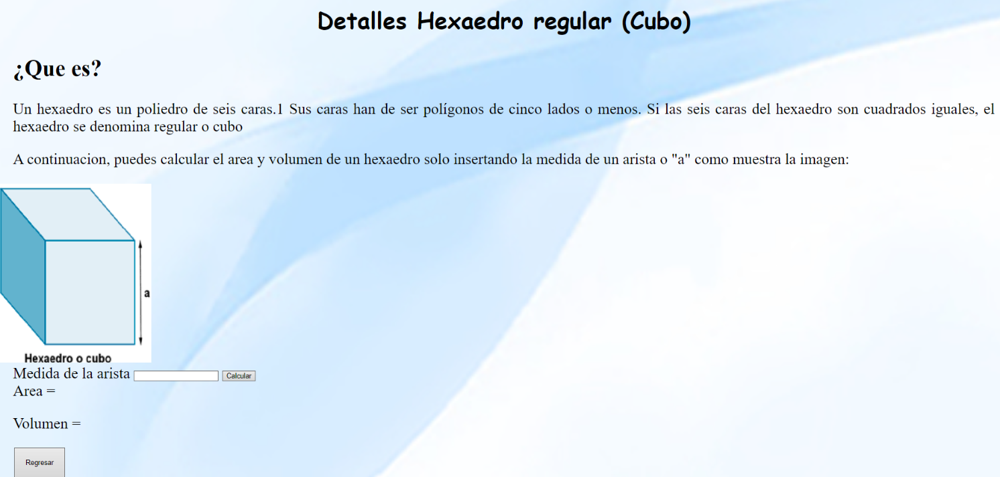 Detalles Hexaedro regular (Cubo)
¿Que es?
Un hexaedro es un poliedro de seis caras.1 Sus caras han de ser polígonos de cinco lados o menos. Si las seis caras del hexaedro son cuadrados iguales, el
hexaedro se denomina regular o cubo
A continuacion, puedes calcular el area y volumen de un hexaedro solo insertando la medida de un arista o "a" como muestra la imagen:
a
Hexaedro o cubo
Medida de la arista Calcular
Area =
Volumen =
Regresar